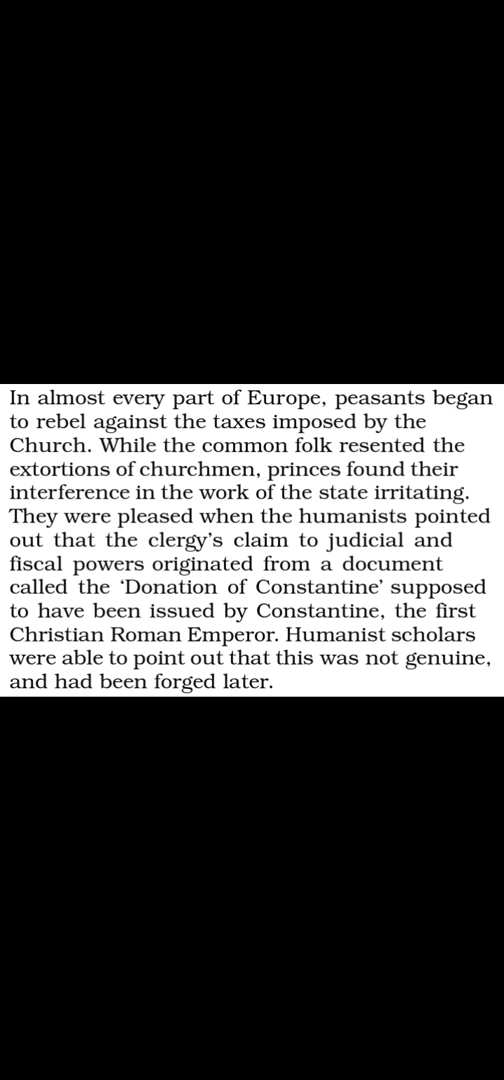 In almost every part of Europe, peasants began
to rebel against the taxes imposed by the
Church. While the common folk resented the
extortions of churchmen, princes found their
interference in the work of the state irritating.
They were pleased when the humanists pointed
out that the clergy’s claim to judicial and
fiscal powers originated from a document
called the ‘Donation of Constantine’ supposed
to have been issued by Constantine, the first
Christian Roman Emperor. Humanist scholars
were able to point out that this was not genuine,
and had been forged later.